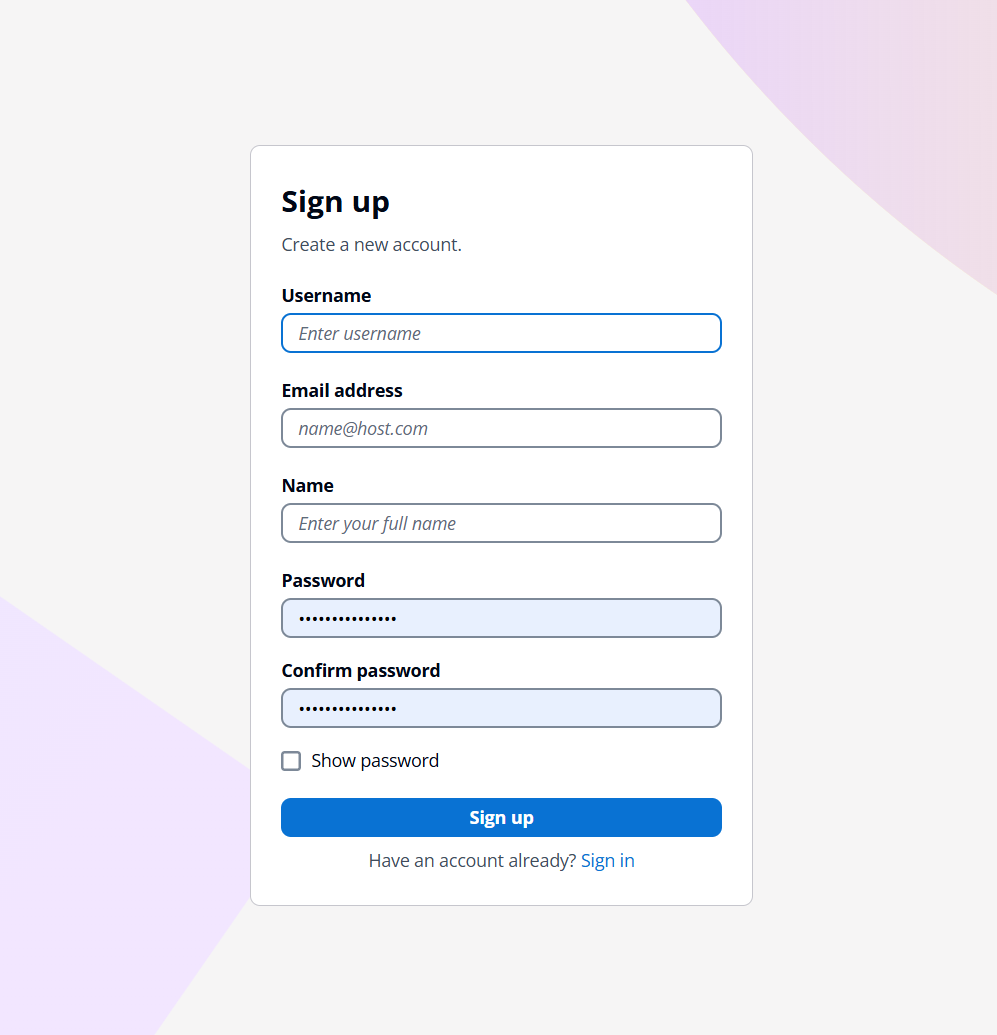 Sign up
Create a new account.
Username
Enter username
Email address
name@host.com
Name
Enter your full name
Password
•••••••••••••••
Confirm password
•••••••••••••••
Show password
Sign up
Have an account already? Sign in